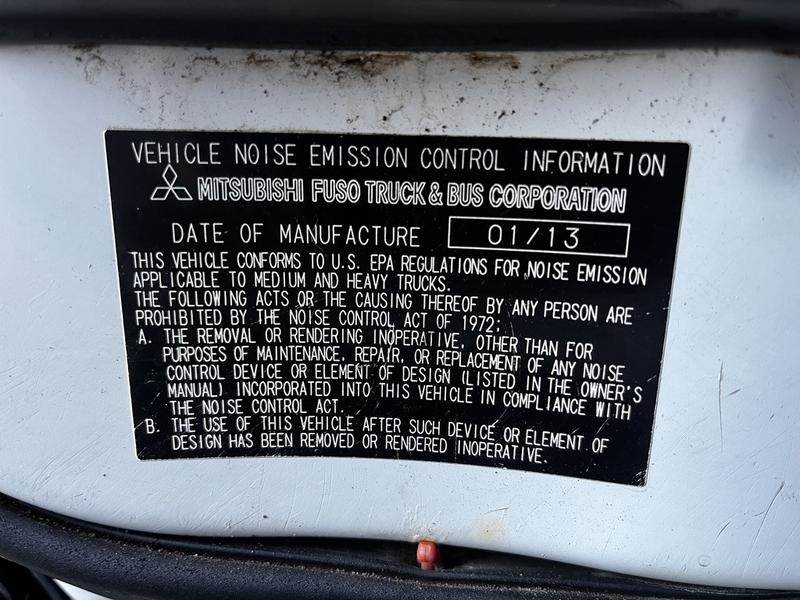 VEHICLE NOISE EMISSION CONTROL INFORMATION
MITSUBISHI FUSO TRUCK & BUS CORPORATION
DATE OF MANUFACTURE 01/13
THIS VEHICLE CONFORMS TO U.S. EPA REGULATIONS FOR NOISE EMISSION
APPLICABLE TO MEDIUM AND HEAVY TRUCKS.
THE FOLLOWING ACTS OR THE CAUSING THEREOF BY ANY PERSON ARE
PROHIBITED BY THE NOISE CONTROL ACT OF 1972:
A. THE REMOVAL OR RENDERING INOPERATIVE, OTHER THAN FOR
PURPOSES OF MAINTENANCE, REPAIR, OR REPLACEMENT OF ANY NOISE
CONTROL DEVICE OR ELEMENT OF DESIGN (LISTED IN THE OWNER'S
MANUAL) INCORPORATED INTO THIS VEHICLE IN COMPLIANCE WITH
THE NOISE CONTROL ACT.
B. THE USE OF THIS VEHICLE AFTER SUCH DEVICE OR ELEMENT OF
DESIGN HAS BEEN REMOVED OR RENDERED INOPERATIVE.